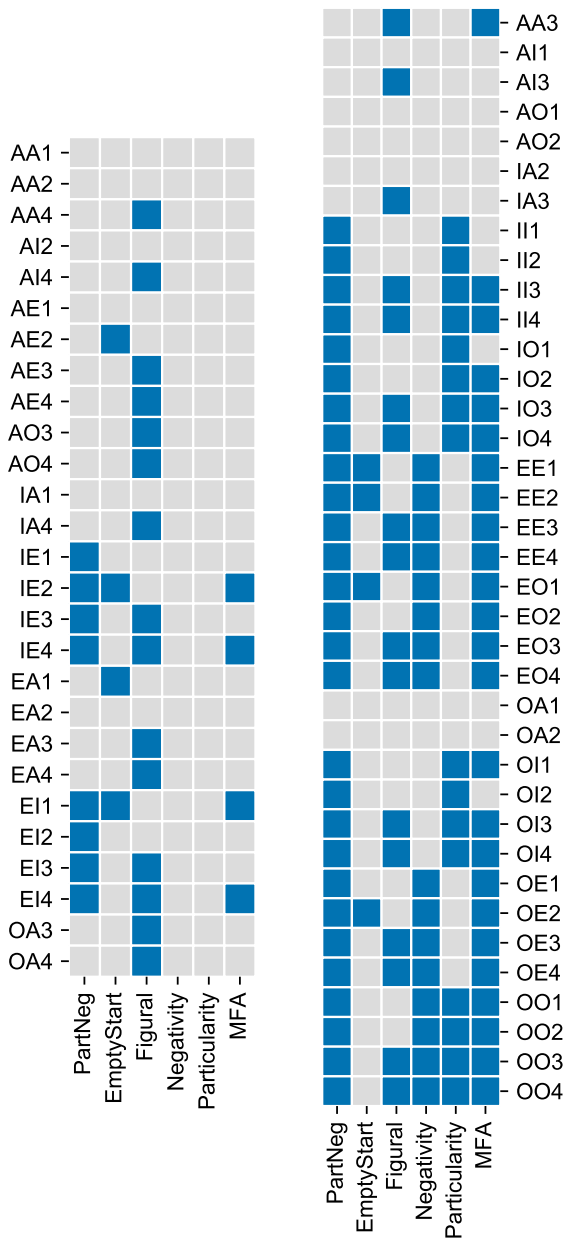 AA1
AA2
AA4
AI2
AI4
AE1
AE2
AE3
AE4
AO3
AO4
IA1
IA4
IE1
IE2
IE3
IE4
EA1
EA2
EA3
EA4
EI1
EI2
EI3
EI4
OA3
OA4
PartNeg
EmptyStart
Figural
Negativity
Particularity
MFA
AA3
AI1
AI3
AO1
AO2
IA2
IA3
II1
II2
II3
II4
IO1
IO2
IO3
IO4
EE1
EE2
EE3
EE4
EO1
EO2
EO3
EO4
OA1
OA2
OI1
OI2
OI3
OI4
OE1
OE2
OE3
OE4
OO1
OO2
OO3
OO4
PartNeg
EmptyStart
Figural
Negativity
Particularity
MFA